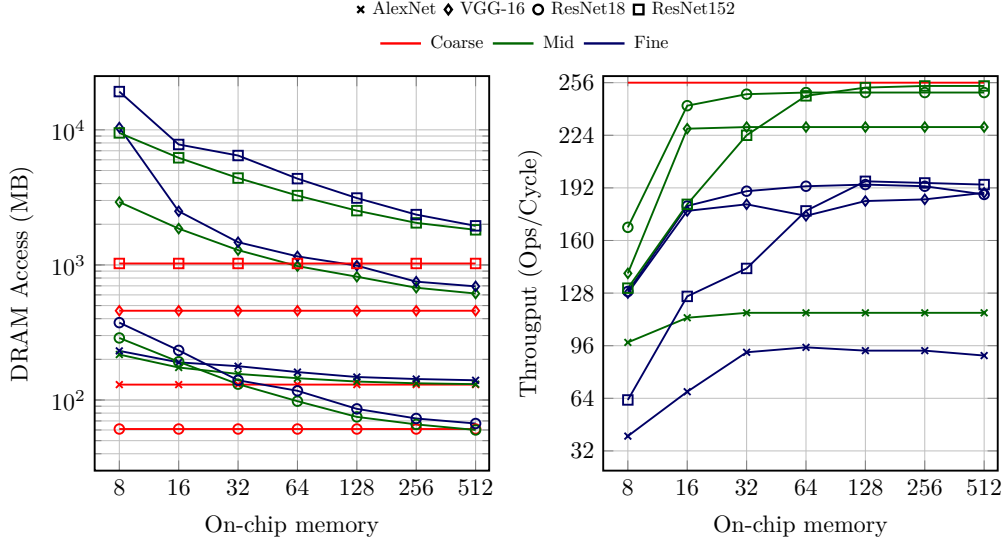 AlexNet VGG-16 ResNet18 ResNet152
Coarse Mid Fine
DRAM Access (MB)
10^4
10^3
10^2
8 16 32 64 128 256 512
On-chip memory
Througput (Ops/Cycle)
256
224
192
160
128
96
64
32
8 16 32 64 128 256 512
On-chip memory